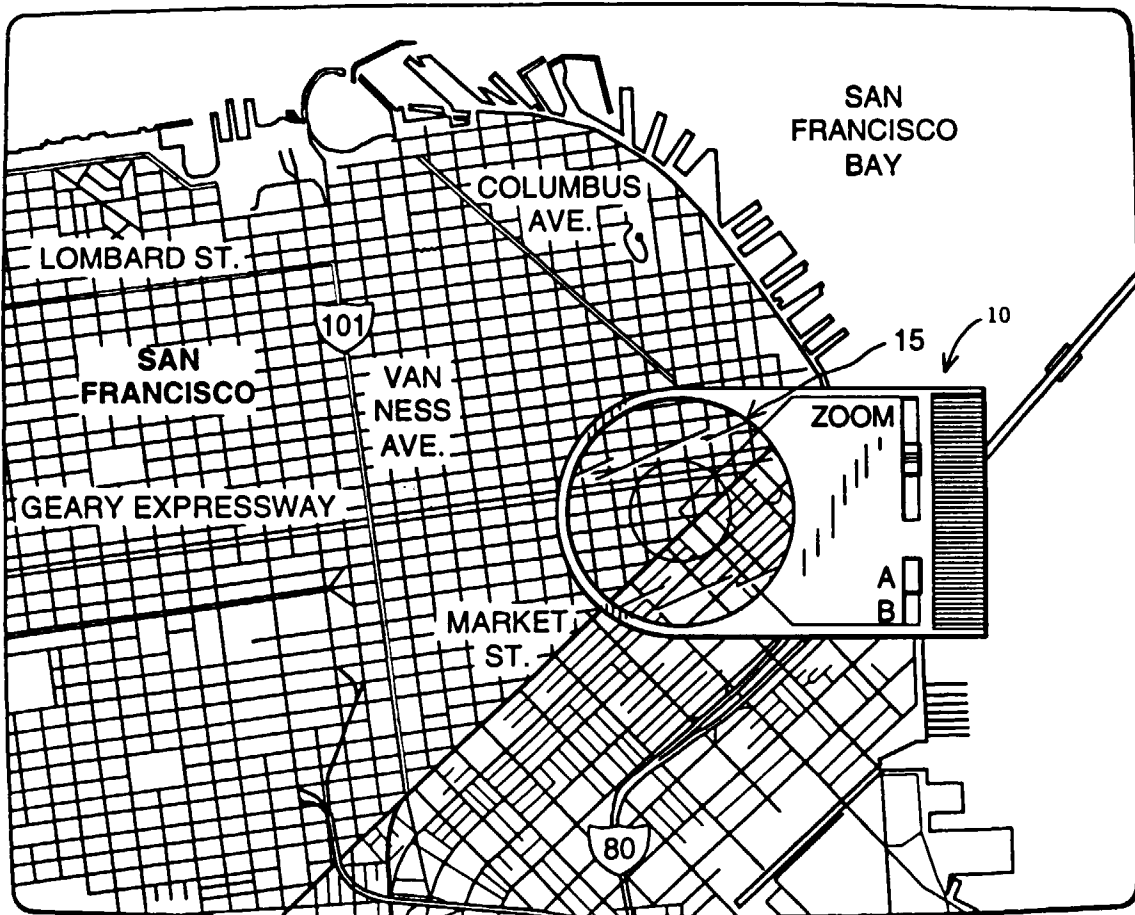 SAN
FRANCISCO
BAY
COLUMBUS
AVE.
LOMBARD ST.
101
SAN
FRANCISCO
VAN
NESS
AVE.
15
10
ZOOM
GEARY EXPRESSWAY
A
B
MARKET
ST.
80